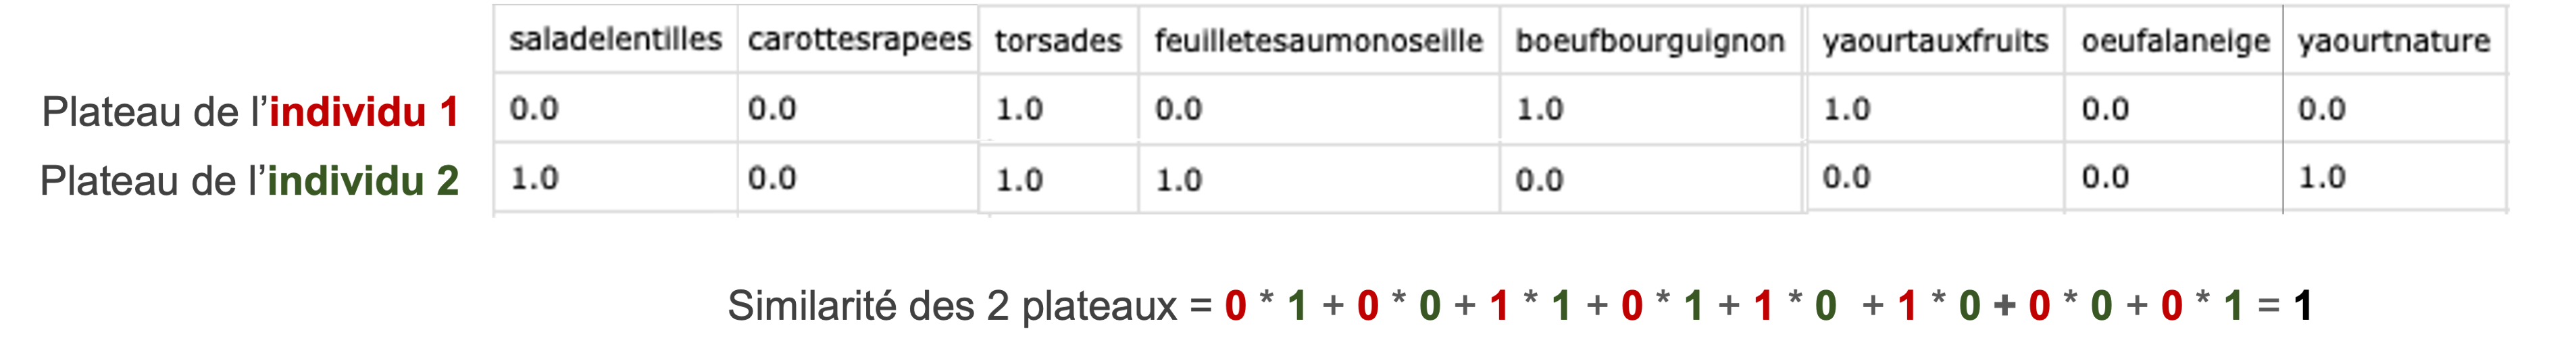 saladelentilles carottesrapees torsades feuilletesaumonoseille boeufbourguignon yaourtauxfruits oeufalaneige yaourtnature
Plateau de l’individu 1 0.0 0.0 1.0 0.0 1.0 1.0 0.0 0.0
Plateau de l’individu 2 1.0 0.0 1.0 1.0 0.0 0.0 0.0 1.0
Similarité des 2 plateaux = 0 * 1 + 0 * 0 + 1 * 1 + 0 * 1 + 1 * 0 + 1 * 0 + 0 * 0 + 0 * 1 = 1